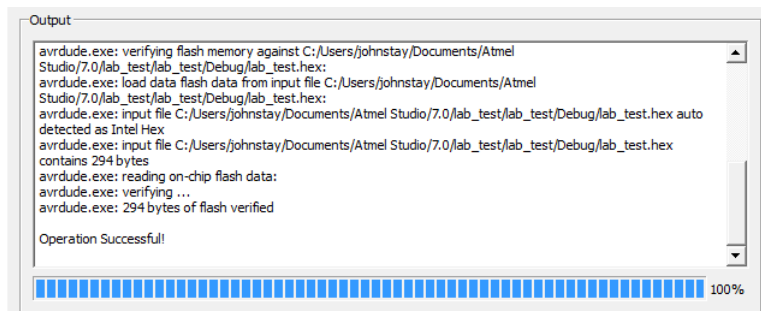 Output
avrdude.exe: verifying flash memory against C:/Users/johnstay/Documents/Atmel
Studio/7.0/lab_test/lab_test/Debug/lab_test.hex:
avrdude.exe: load data flash data from input file C:/Users/johnstay/Documents/Atmel
Studio/7.0/lab_test/lab_test/Debug/lab_test.hex:
avrdude.exe: input file C:/Users/johnstay/Documents/Atmel Studio/7.0/lab_test/lab_test/Debug/lab_test.hex auto
detected as Intel Hex
avrdude.exe: input file C:/Users/johnstay/Documents/Atmel Studio/7.0/lab_test/lab_test/Debug/lab_test.hex
contains 294 bytes
avrdude.exe: reading on-chip flash data:
avrdude.exe: verifying ...
avrdude.exe: 294 bytes of flash verified
Operation Successful!
100%